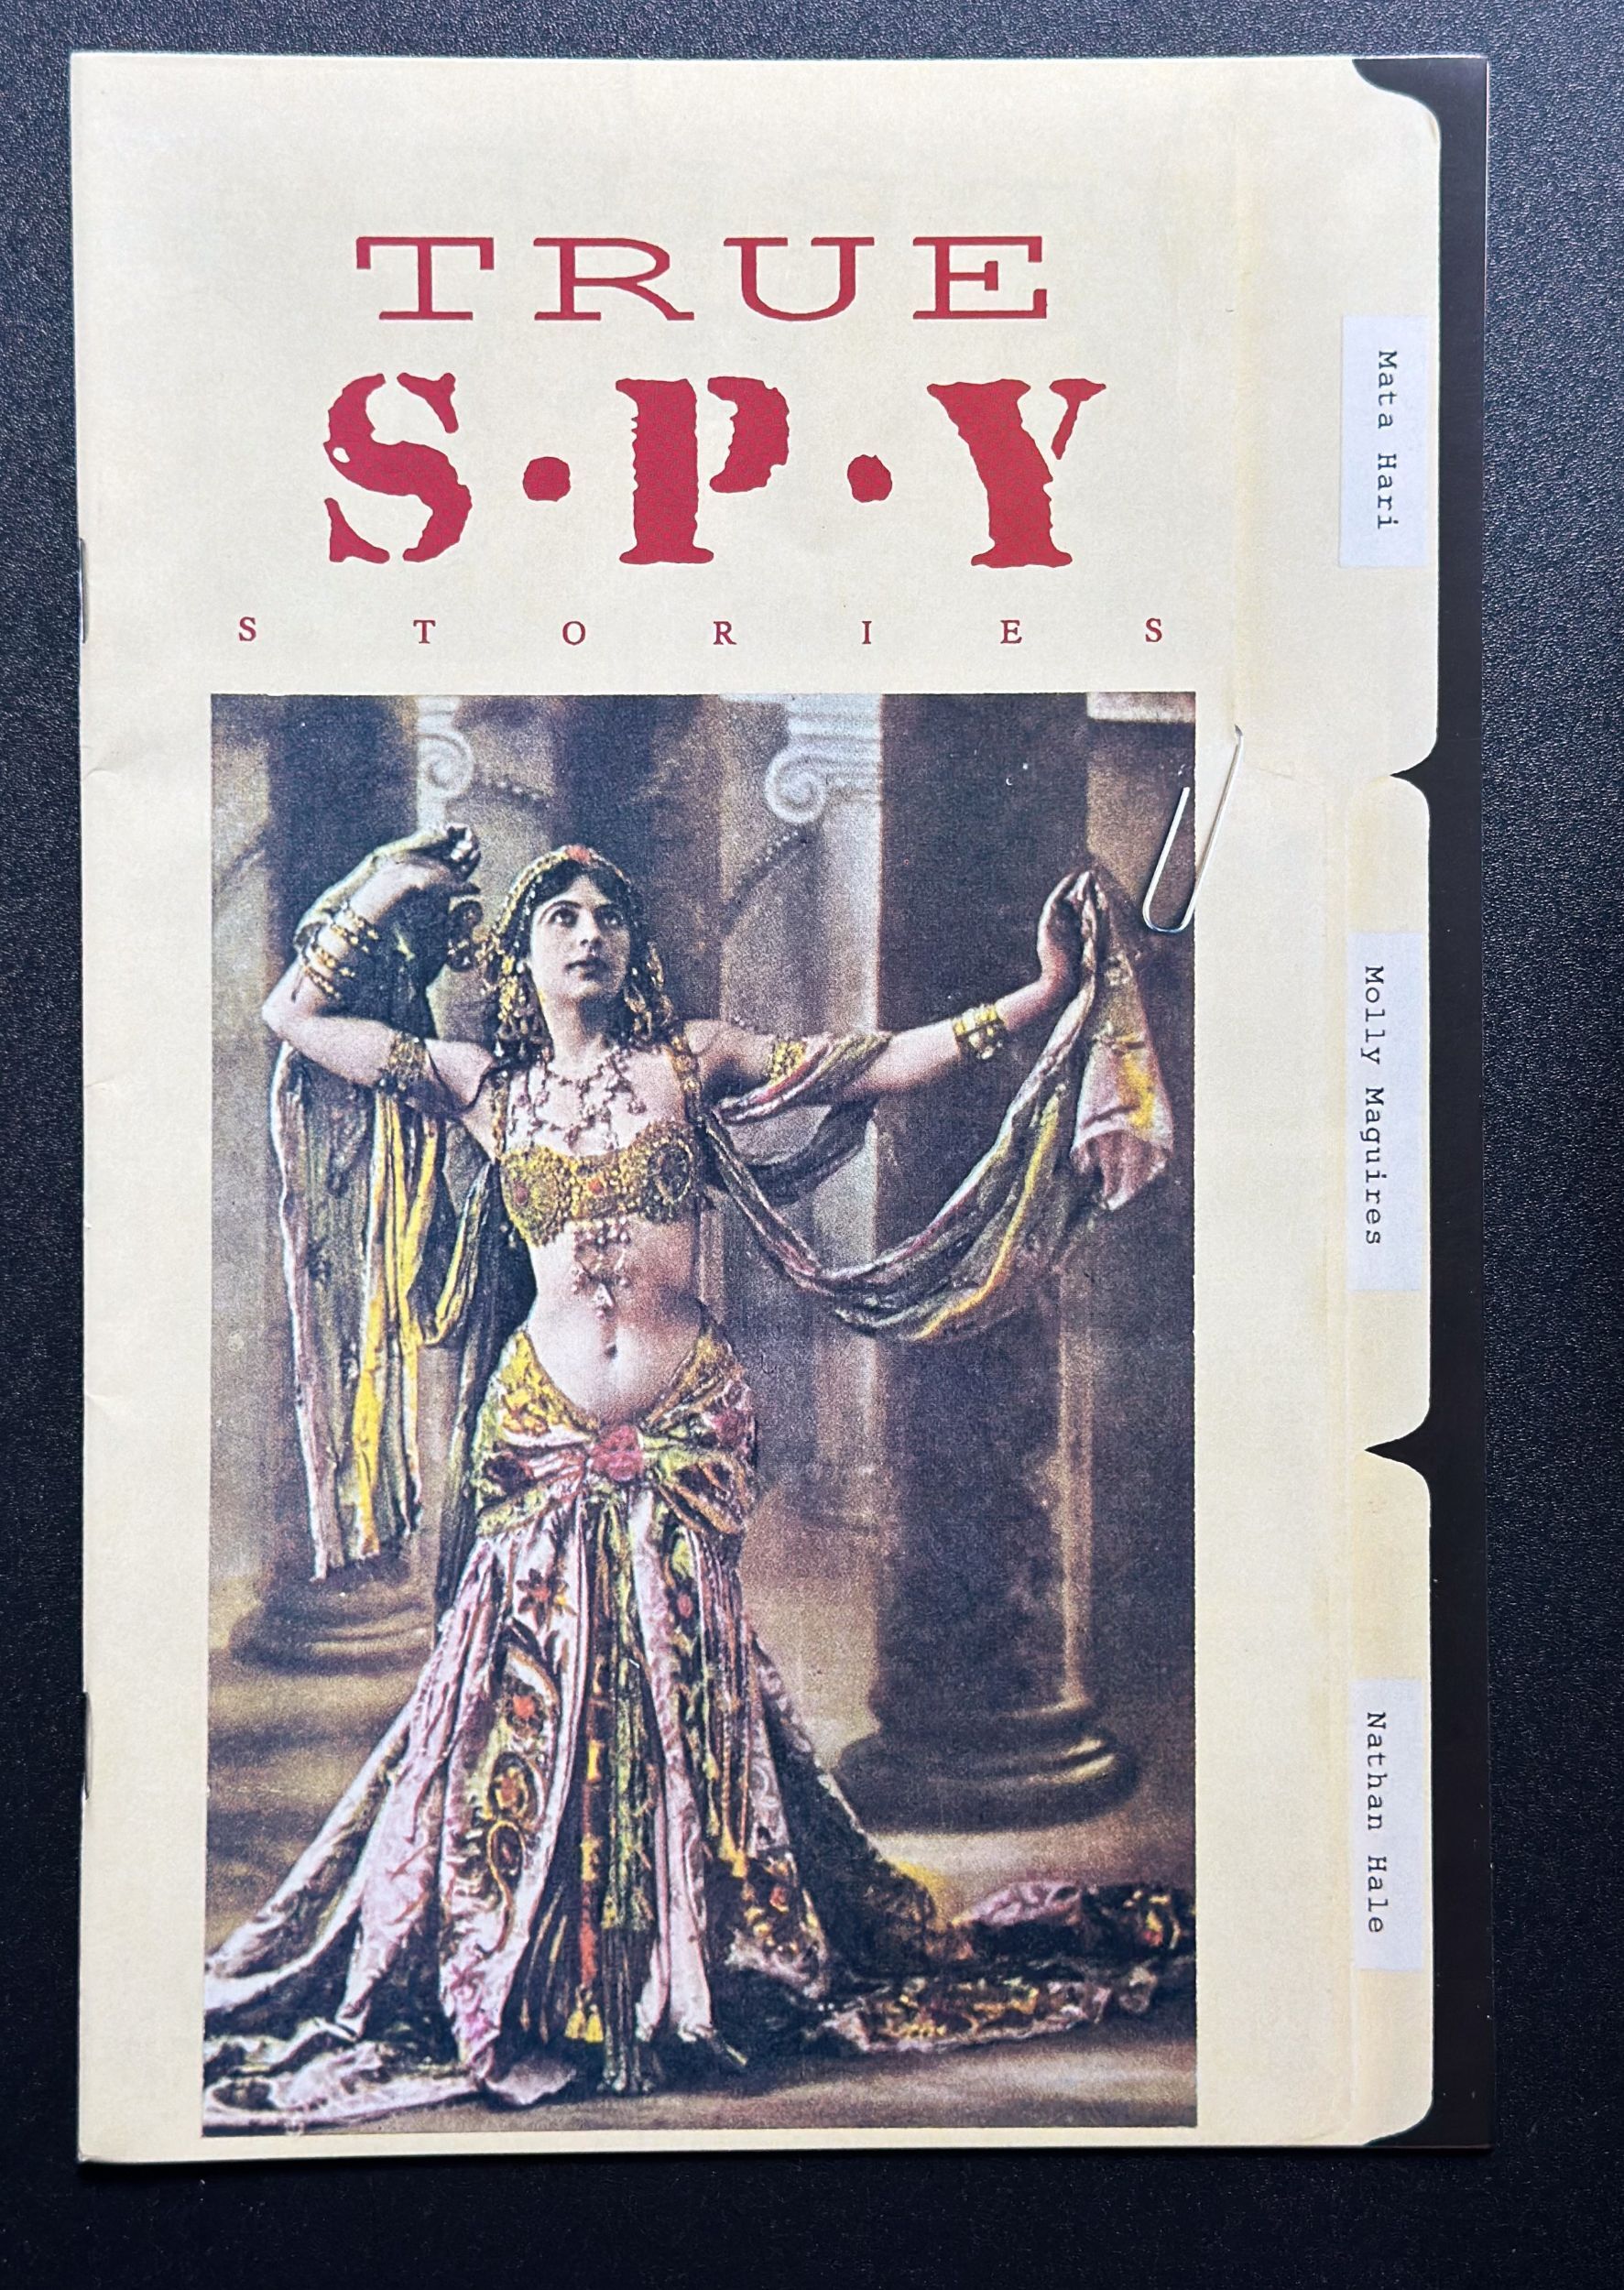 TRUE
S·P·Y
STORIES
Mata Hari
Molly Maguires
Nathan Hale